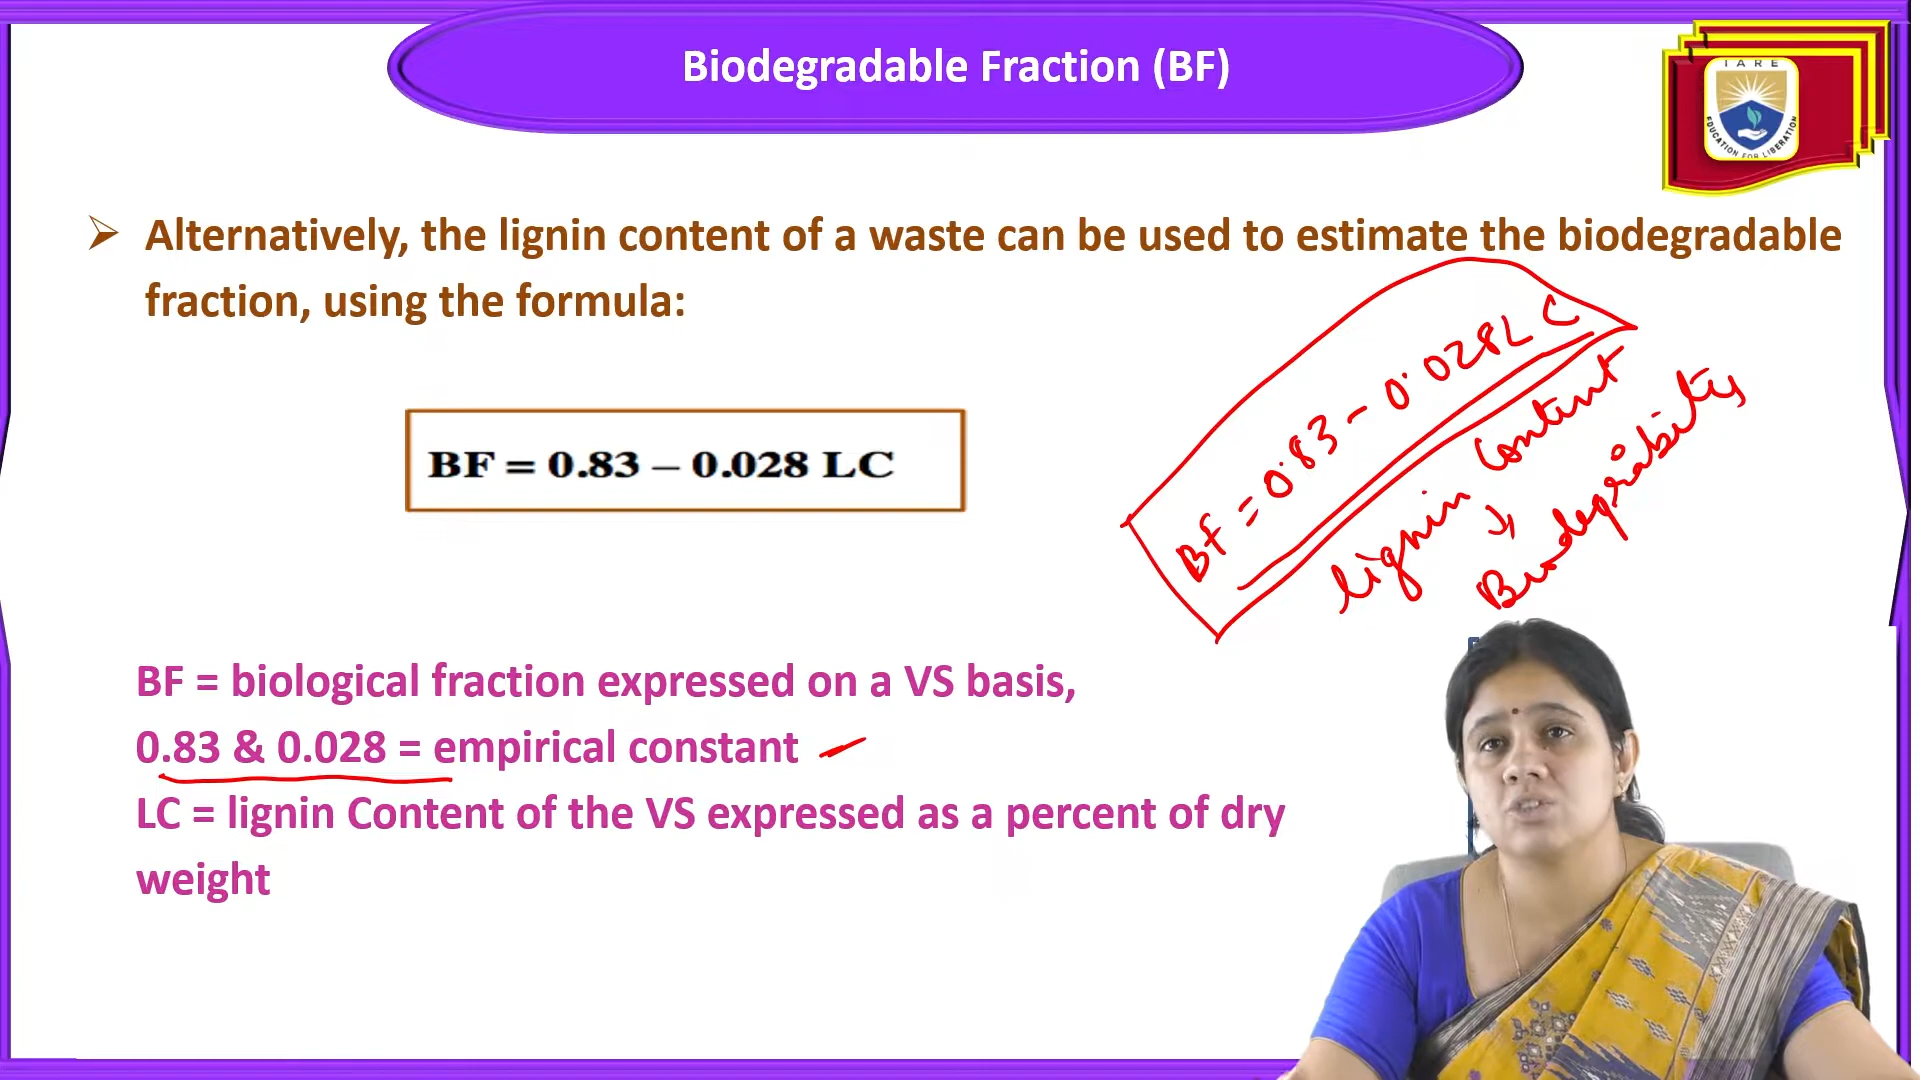 Biodegradable Fraction (BF)
IARE
EDUCATION FOR LIBERATION
Alternatively, the lignin content of a waste can be used to estimate the biodegradable
fraction, using the formula:
BF = 0.83 – 0.028 LC
BF = 0.83 - 0.028L C
lignin content
BF = biological fraction expressed on a VS basis,
0.83 & 0.028 = empirical constant
LC = lignin Content of the VS expressed as a percent of dry
weight